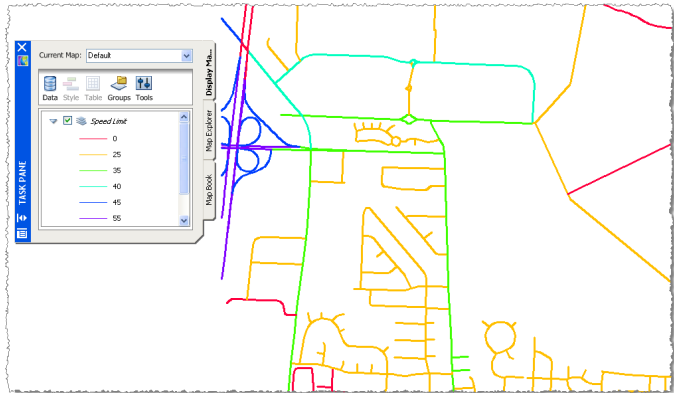 Current Map: Default
Data Style Table Groups Tools
Speed Limit
0
25
35
40
45
55
Display Ma...
Map Explorer
Map Book
TASK PANE